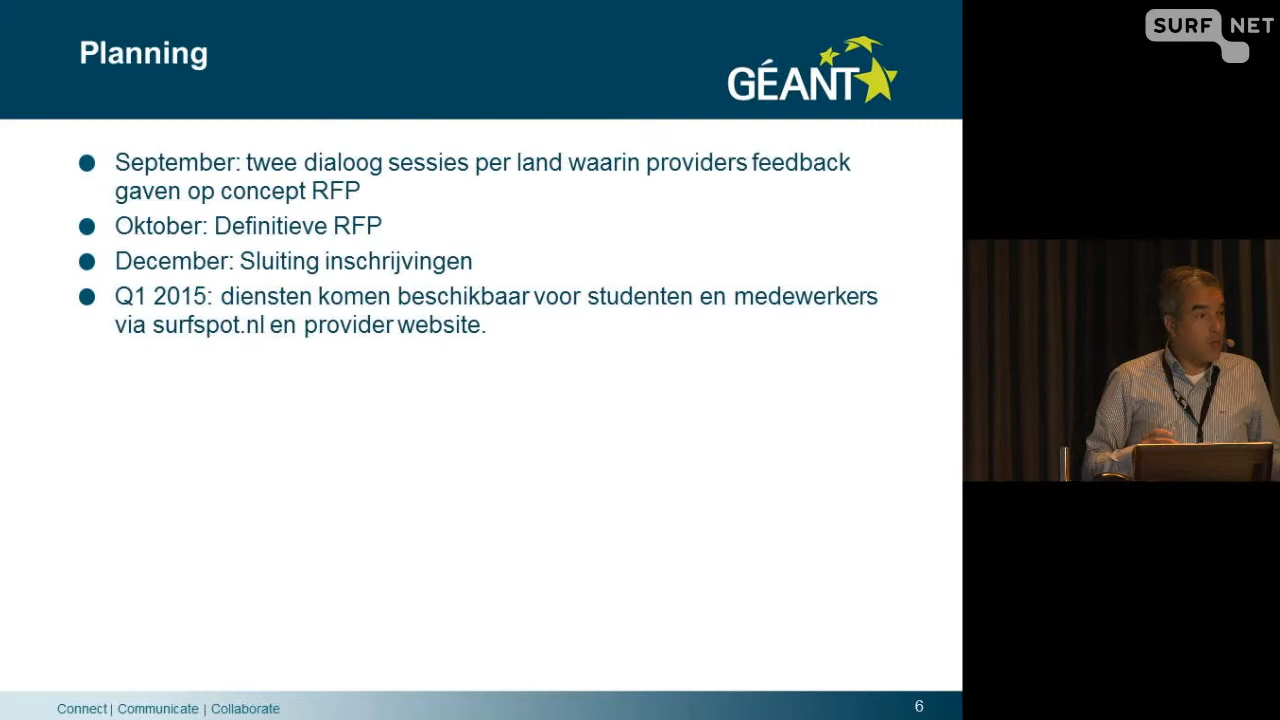 Planning
GÉANT
SURF NET
September: twee dialoog sessies per land waarin providers feedback
gaven op concept RFP
Oktober: Definitieve RFP
December: Sluiting inschrijvingen
Q1 2015: diensten komen beschikbaar voor studenten en medewerkers
via surfspot.nl en provider website.
Connect | Communicate | Collaborate
6